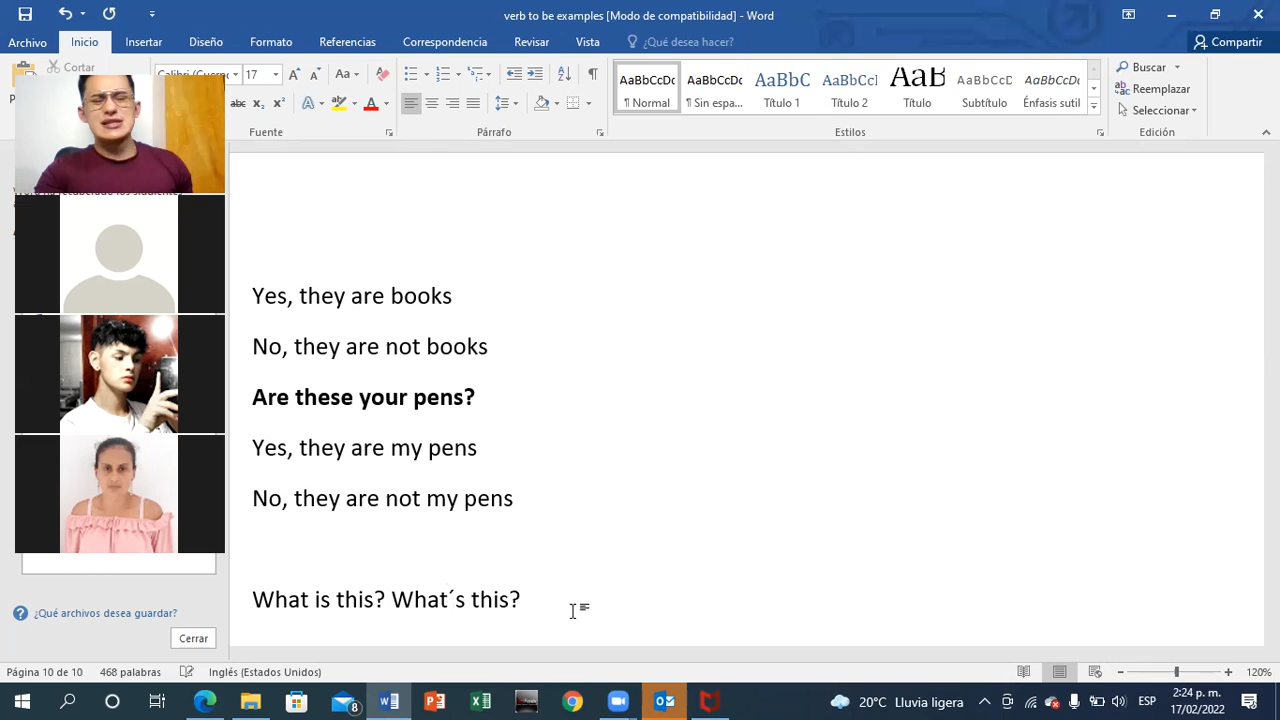 verb to be examples [Modo de compatibilidad] - Word
Archivo Inicio Insertar Diseño Formato Referencias Correspondencia Revisar Vista ¿Qué desea hacer? Compartir
Cortar
17 Aa
AaBbCcDc AaBbCcDc AaBbC AaBbCcI AaB AaBbCcD AaBbCcDc
¶ Normal ¶ Sin espa... Título 1 Título 2 Título Subtítulo Énfasis sutil
Buscar
Reemplazar
Seleccionar
Fuente Párrafo Estilos Edición
Yes, they are books
No, they are not books
Are these your pens?
Yes, they are my pens
No, they are not my pens
What is this? What´s this?
¿Qué archivos desea guardar?
Cerrar
Página 10 de 10 468 palabras Inglés (Estados Unidos) 120%
8 20°C Lluvia ligera ESP 2:24 p. m.
17/02/2022